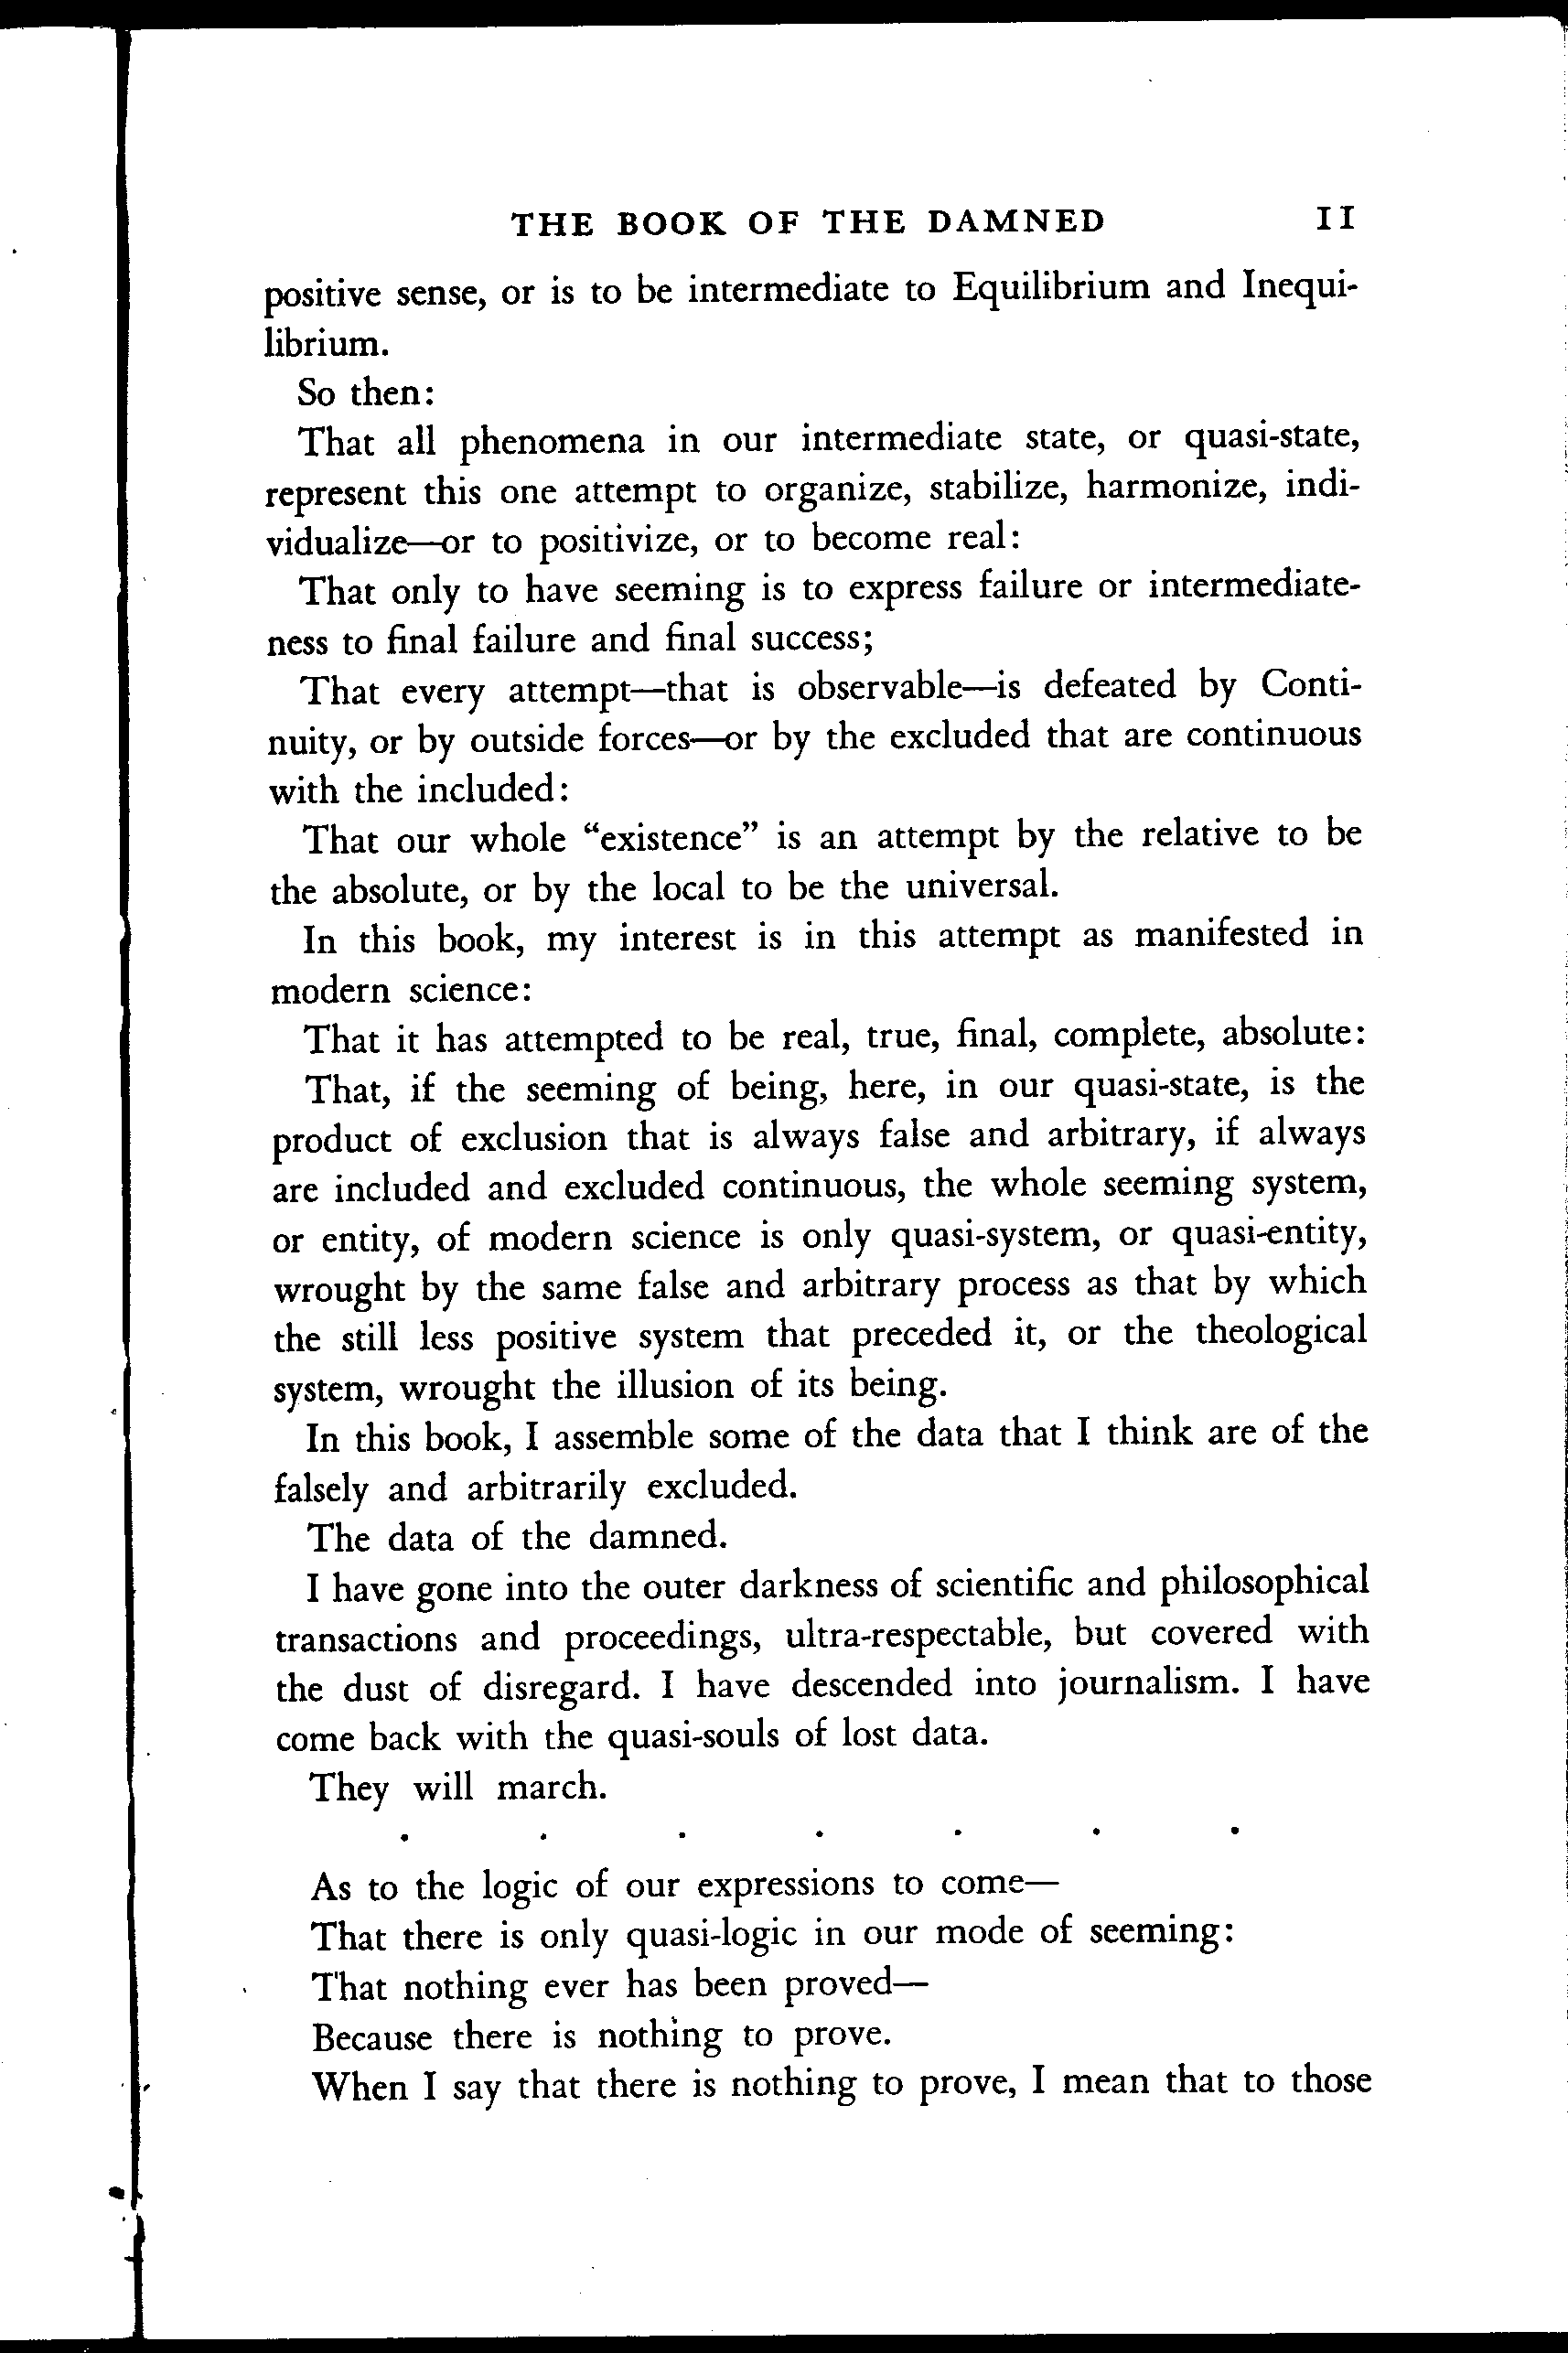 THE BOOK OF THE DAMNED 11
positive sense, or is to be intermediate to Equilibrium and Inequi-
librium.
So then:
That all phenomena in our intermediate state, or quasi-state,
represent this one attempt to organize, stabilize, harmonize, indi-
vidualize—or to positivize, or to become real:
That only to have seeming is to express failure or intermediate-
ness to final failure and final success;
That every attempt—that is observable—is defeated by Conti-
nuity, or by outside forces—or by the excluded that are continuous
with the included:
That our whole “existence” is an attempt by the relative to be
the absolute, or by the local to be the universal.
In this book, my interest is in this attempt as manifested in
modern science:
That it has attempted to be real, true, final, complete, absolute:
That, if the seeming of being, here, in our quasi-state, is the
product of exclusion that is always false and arbitrary, if always
are included and excluded continuous, the whole seeming system,
or entity, of modern science is only quasi-system, or quasi-entity,
wrought by the same false and arbitrary process as that by which
the still less positive system that preceded it, or the theological
system, wrought the illusion of its being.
In this book, I assemble some of the data that I think are of the
falsely and arbitrarily excluded.
The data of the damned.
I have gone into the outer darkness of scientific and philosophical
transactions and proceedings, ultra-respectable, but covered with
the dust of disregard. I have descended into journalism. I have
come back with the quasi-souls of lost data.
They will march.
. . . . . . .
As to the logic of our expressions to come—
That there is only quasi-logic in our mode of seeming:
That nothing ever has been proved—
Because there is nothing to prove.
When I say that there is nothing to prove, I mean that to those